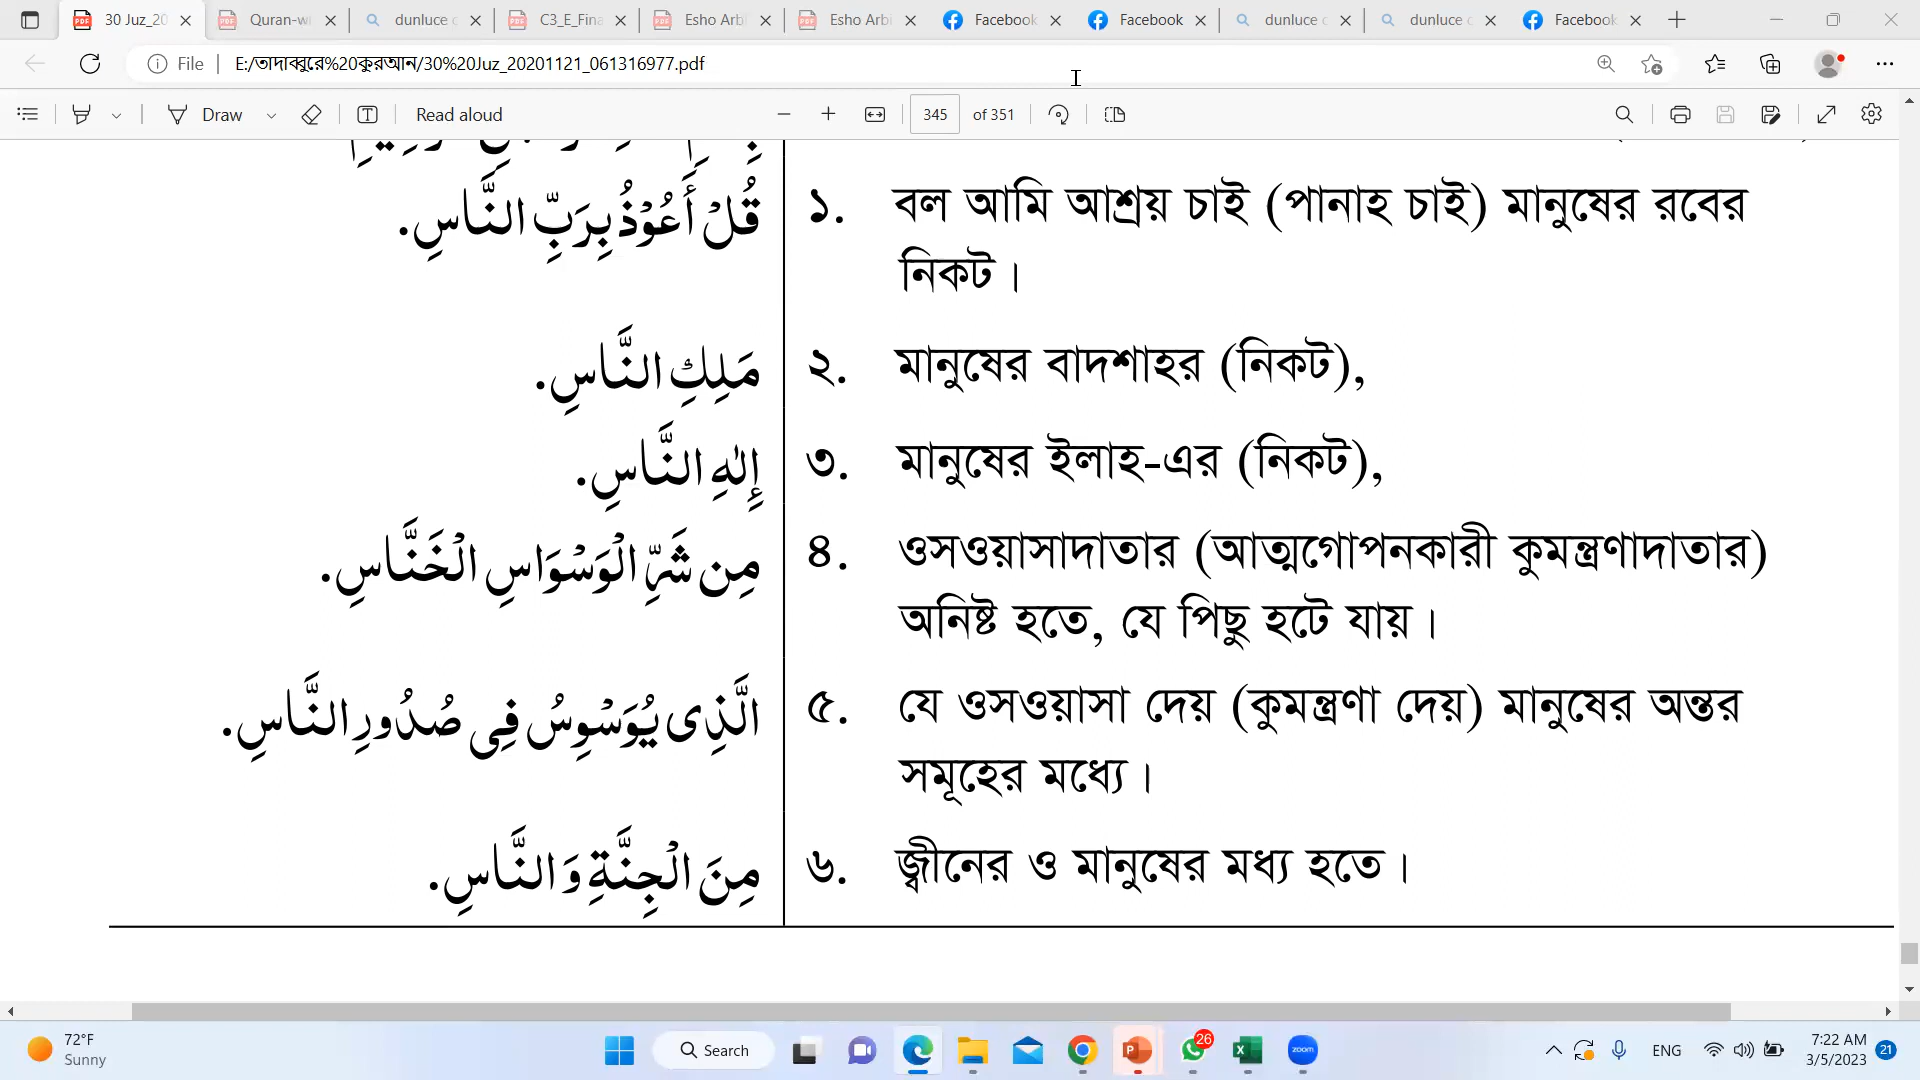 30 Juz_20
Quran-w
dunluce
C3_E_Fina
Esho Arb
Esho Arb
Facebook
Facebook
dunluce
dunluce
Facebook
File
E:/তাদাব্বুরে%20কুরআন/30%20Juz_20201121_061316977.pdf
Draw
Read aloud
345
of 351
قُلْ أَعُوْذُ بِرَبِّ النَّاسِ.
১. বল আমি আশ্রয় চাই (পানাহ চাই) মানুষের রবের
নিকট।
مَلِكِ النَّاسِ.
২. মানুষের বাদশাহর (নিকট),
إِلٰهِ النَّاسِ.
৩. মানুষের ইলাহ-এর (নিকট),
مِن شَرِّ الْوَسْوَاسِ الْخَنَّاسِ.
৪. ওসওয়াসাদাতার (আত্মগোপনকারী কুমন্ত্রণাদাতার)
অনিষ্ট হতে, যে পিছু হটে যায়।
الَّذِى يُوَسْوِسُ فِى صُدُورِ النَّاسِ.
৫. যে ওসওয়াসা দেয় (কুমন্ত্রণা দেয়) মানুষের অন্তর
সমূহের মধ্যে।
مِنَ الْجِنَّةِ وَ النَّاسِ.
৬. জ্বীনের ও মানুষের মধ্য হতে।
72°F
Sunny
Search
26
zoom
ENG
7:22 AM
3/5/2023
21